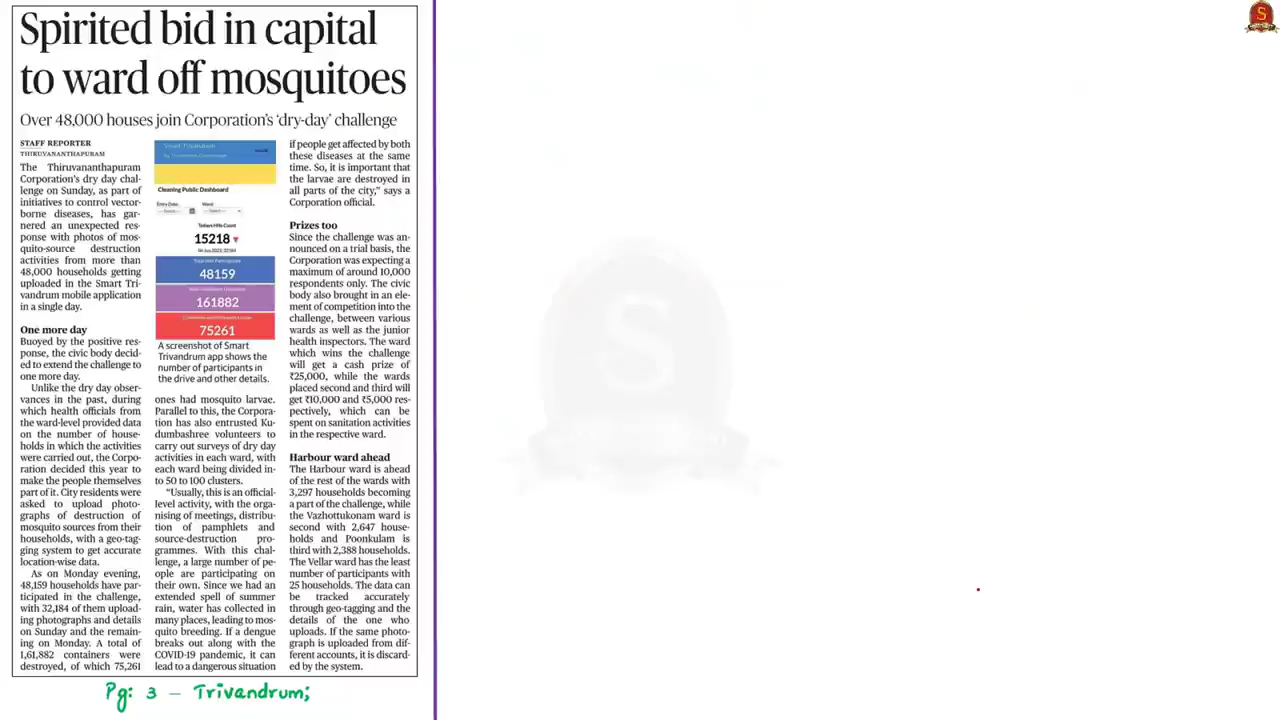 Spirited bid in capital
to ward off mosquitoes
Over 48,000 houses join Corporation's 'dry-day' challenge
STAFF REPORTER
THIRUVANANTHAPURAM
The Thiruvananthapuram
Corporation's dry day chal-
lenge on Sunday, as part of
initiatives to control vector-
borne diseases, has gar-
nered an unexpected res-
ponse with photos of mos-
quito-source destruction
activities from more than
48,000 households getting
uploaded in the Smart Tri-
vandrum mobile application
in a single day.
One more day
Buoyed by the positive res-
ponse, the civic body decid-
ed to extend the challenge to
one more day.
Unlike the dry day obser-
vances in the past, during
which health officials from
the ward-level provided data
on the number of house-
holds in which the activities
were carried out, the Corpo-
ration decided this year to
make the people themselves
part of it. City residents were
asked to upload photo-
graphs of destruction of
mosquito sources from their
households, with a geo-tag-
ging system to get accurate
location-wise data.
As on Monday evening,
48,159 households have par-
ticipated in the challenge,
with 32,184 of them upload-
ing photographs and details
on Sunday and the remain-
ing on Monday. A total of
1,61,882 containers were
destroyed, of which 75,261
Smart Trivandrum
Cleaning Public Dashboard
Entry Date
Ward
Todays Hits Count
15218
48159
161882
75261
A screenshot of Smart
Trivandrum app shows the
number of participants in
the drive and other details.
ones had mosquito larvae.
Parallel to this, the Corpora-
tion has also entrusted Ku-
dumbashree volunteers to
carry out surveys of dry day
activities in each ward, with
each ward being divided in-
to 50 to 100 clusters.
"Usually, this is an official-
level activity, with the orga-
nising of meetings, distribu-
tion of pamphlets and
source-destruction pro-
grammes. With this chal-
lenge, a large number of pe-
ople are participating on
their own. Since we had an
extended spell of summer
rain, water has collected in
many places, leading to mos-
quito breeding. If a dengue
breaks out along with the
COVID-19 pandemic, it can
lead to a dangerous situation
if people get affected by both
these diseases at the same
time. So, it is important that
the larvae are destroyed in
all parts of the city," says a
Corporation official.
Prizes too
Since the challenge was an-
nounced on a trial basis, the
Corporation was expecting a
maximum of around 10,000
respondents only. The civic
body also brought in an ele-
ment of competition into the
challenge, between various
wards as well as the junior
health inspectors. The ward
which wins the challenge
will get a cash prize of
₹25,000, while the wards
placed second and third will
get ₹10,000 and ₹5,000 res-
pectively, which can be
spent on sanitation activities
in the respective ward.
Harbour ward ahead
The Harbour ward is ahead
of the rest of the wards with
3,297 households becoming
a part of the challenge, while
the Vazhottukonam ward is
second with 2,647 house-
holds and Poonkulam is
third with 2,388 households.
The Vellar ward has the least
number of participants with
25 households. The data can
be tracked accurately
through geo-tagging and the
details of the one who
uploads. If the same photo-
graph is uploaded from dif-
ferent accounts, it is discard-
ed by the system.
Pg: 3 – Trivandrum;
S
S